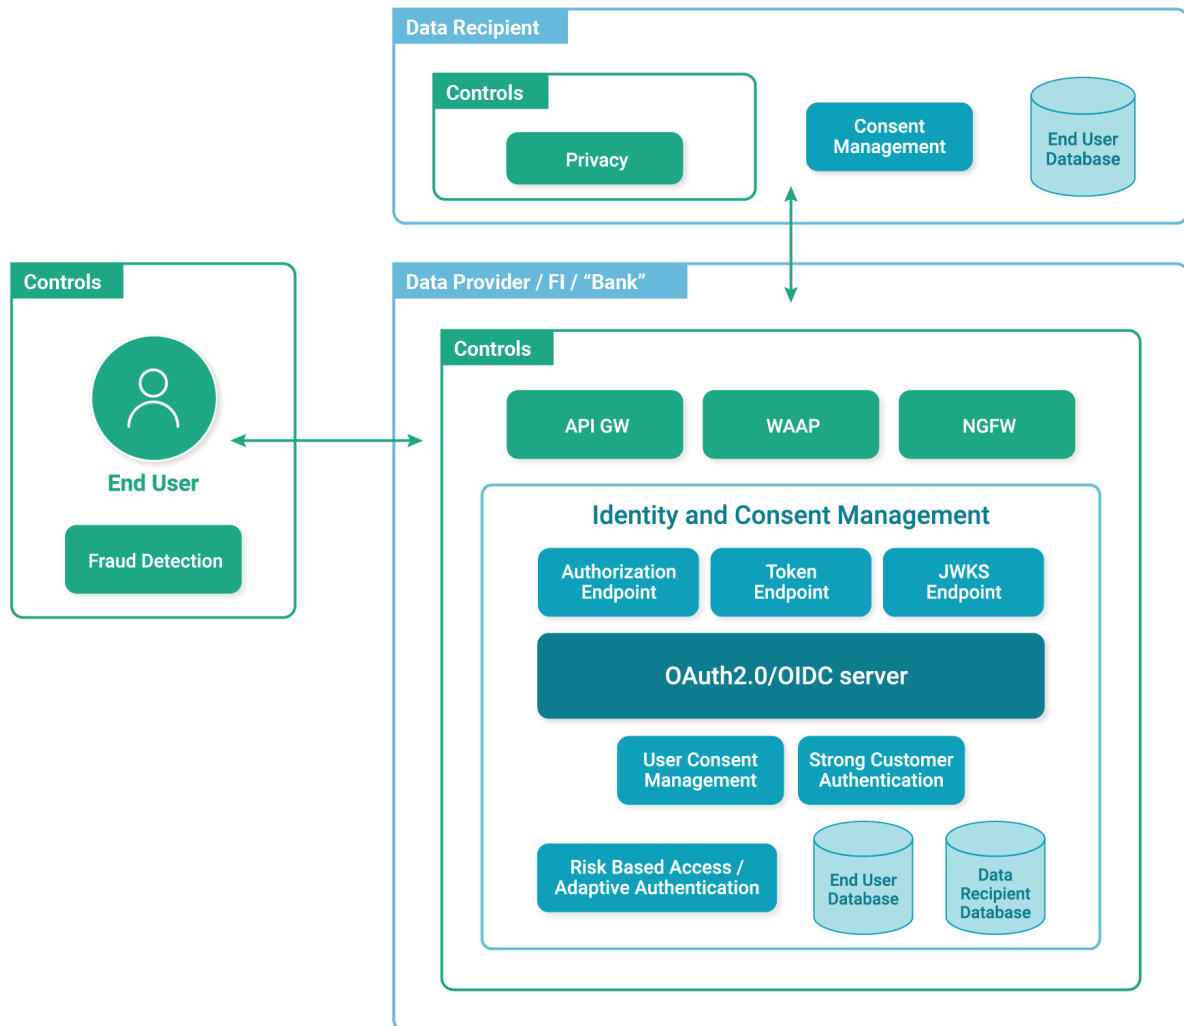 Data Recipient
Controls
Privacy
Consent
Management
End User
Database
Controls
End User
Fraud Detection
Data Provider / FI / “Bank”
Controls
API GW
WAAP
NGFW
Identity and Consent Management
Authorization
Endpoint
Token
Endpoint
JWKS
Endpoint
OAuth2.0/OIDC server
User Consent
Management
Strong Customer
Authentication
Risk Based Access /
Adaptive Authentication
End User
Database
Data
Recipient
Database